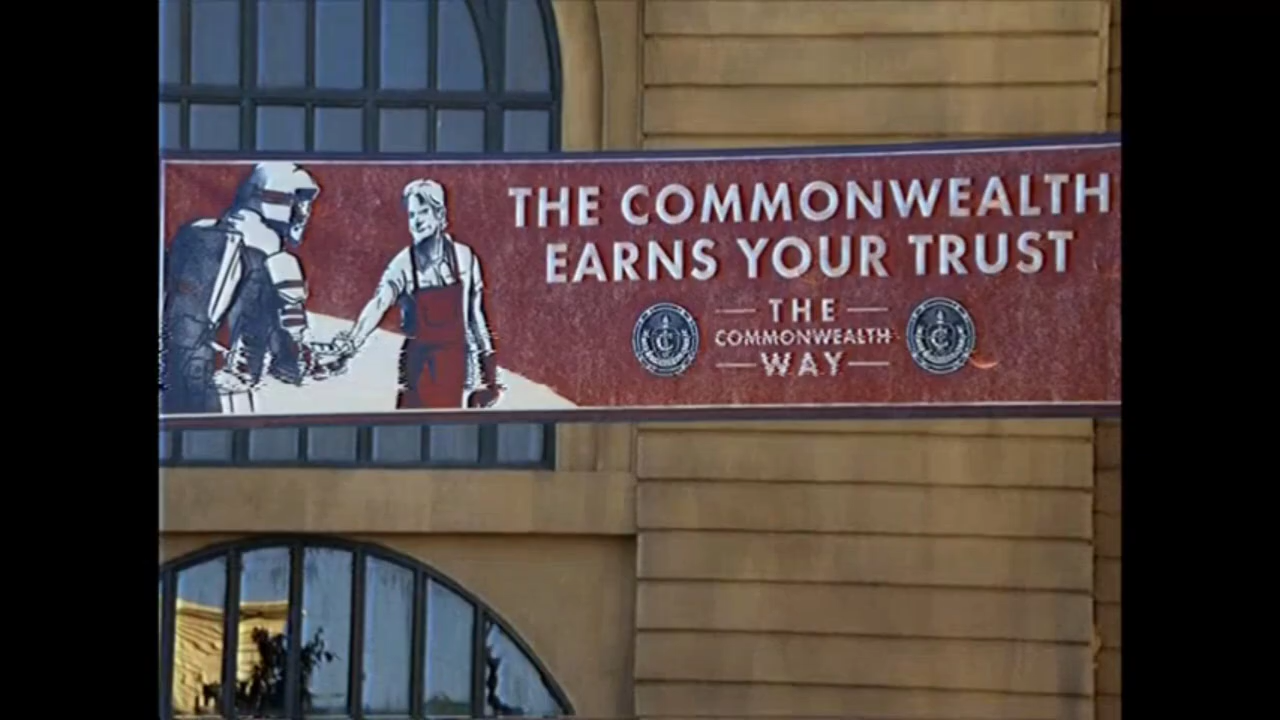 THE COMMONWEALTH
EARNS YOUR TRUST
THE
COMMONWEALTH
WAY